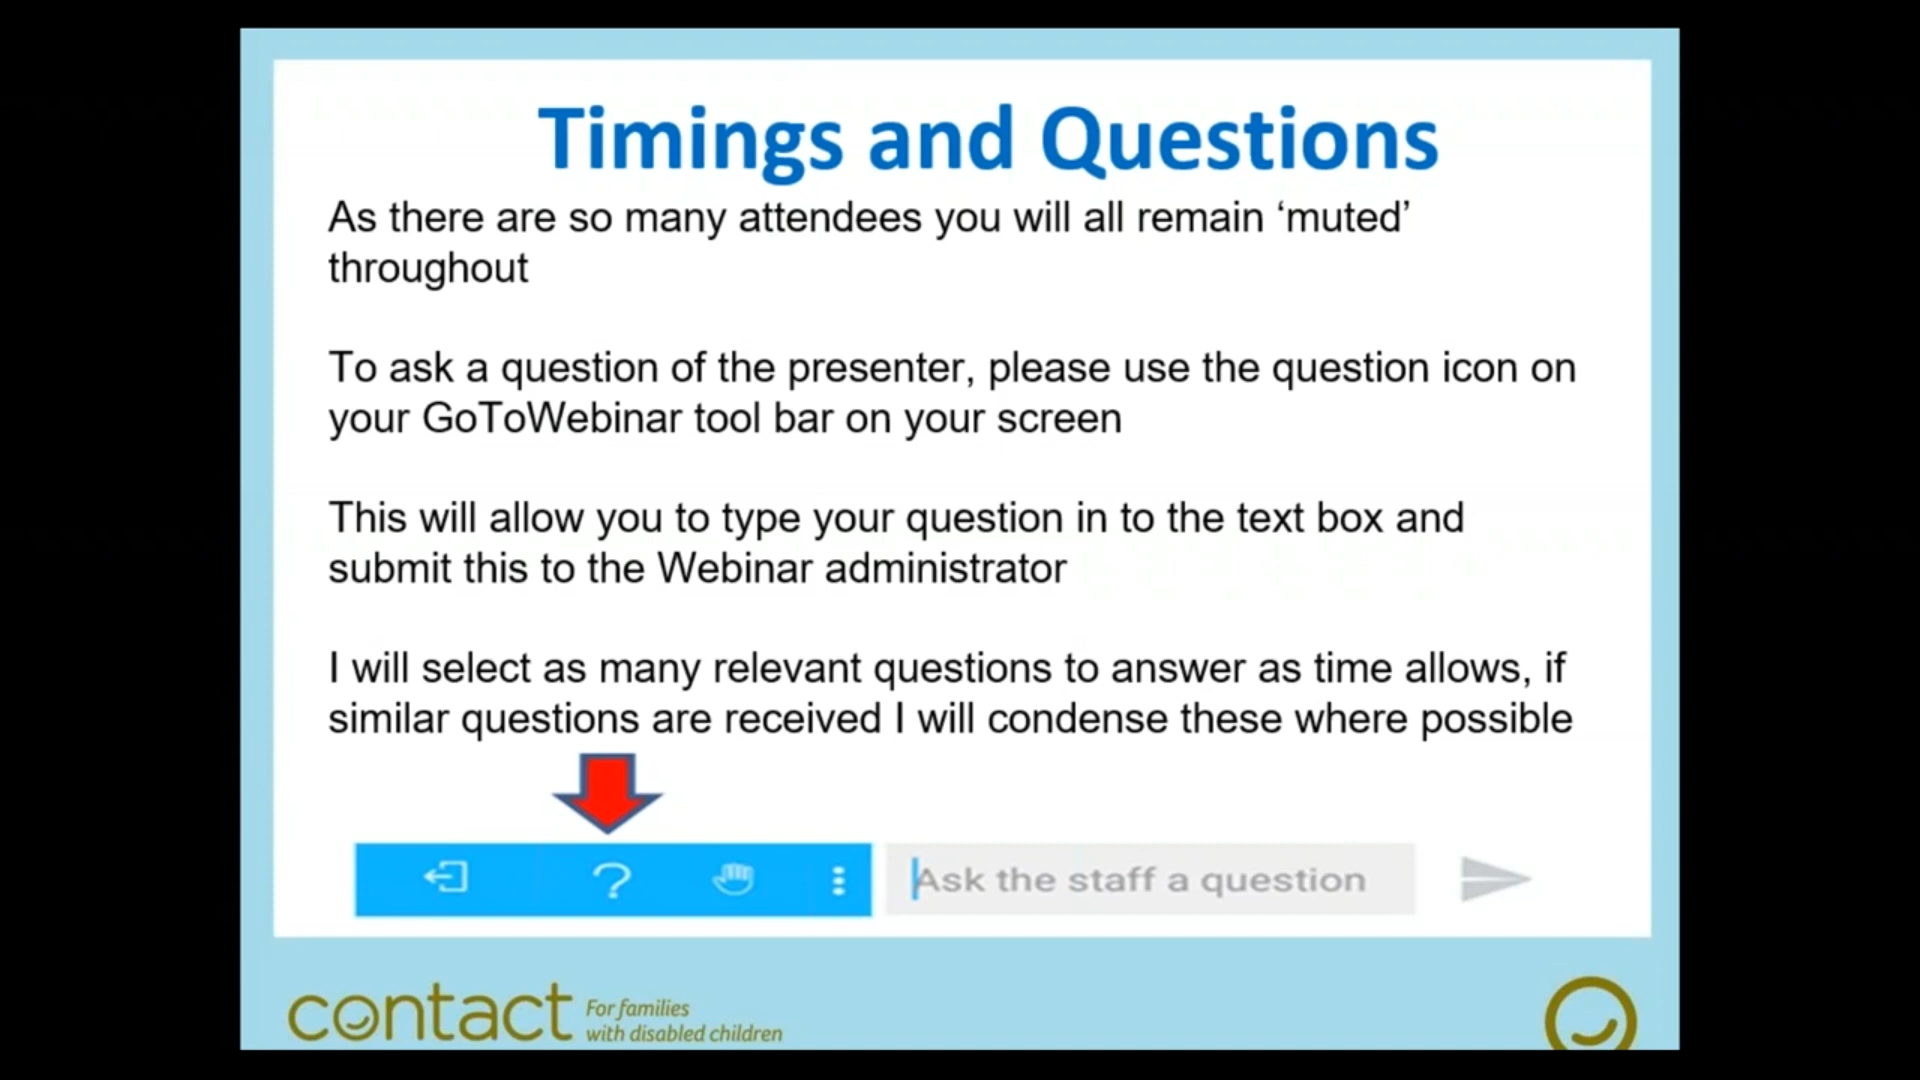 Timings and Questions
As there are so many attendees you will all remain ‘muted’
throughout
To ask a question of the presenter, please use the question icon on
your GoToWebinar tool bar on your screen
This will allow you to type your question in to the text box and
submit this to the Webinar administrator
I will select as many relevant questions to answer as time allows, if
similar questions are received I will condense these where possible
?
Ask the staff a question
contact For families
with disabled children